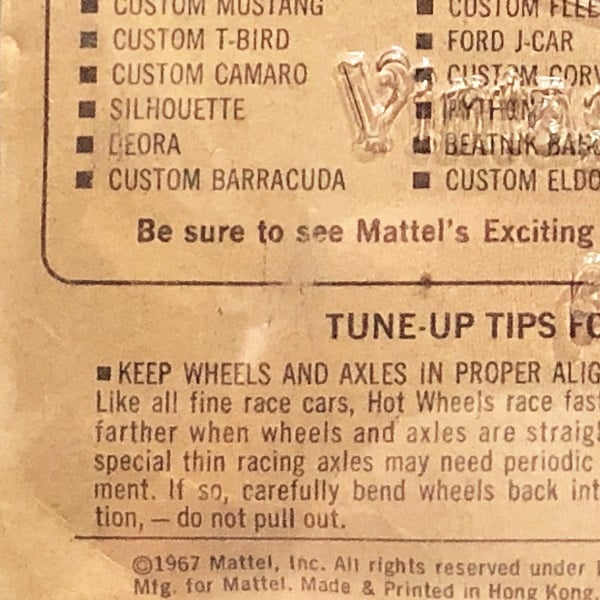 ■ CUSTOM MUSTANG ■ CUSTOM FLEE
■ CUSTOM T-BIRD ■ FORD J-CAR
■ CUSTOM CAMARO ■ CUSTOM CORV
■ SILHOUETTE ■ PYTHON
■ DEORA ■ BEATNIK BAN
■ CUSTOM BARRACUDA ■ CUSTOM ELDO
Be sure to see Mattel's Exciting
TUNE-UP TIPS FO
■ KEEP WHEELS AND AXLES IN PROPER ALIG
Like all fine race cars, Hot Wheels race fast
farther when wheels and axles are straigh
special thin racing axles may need periodic
ment. If so, carefully bend wheels back int
tion, — do not pull out.
©1967 Mattel, Inc. All rights reserved under
Mfg. for Mattel. Made & Printed in Hong Kong.